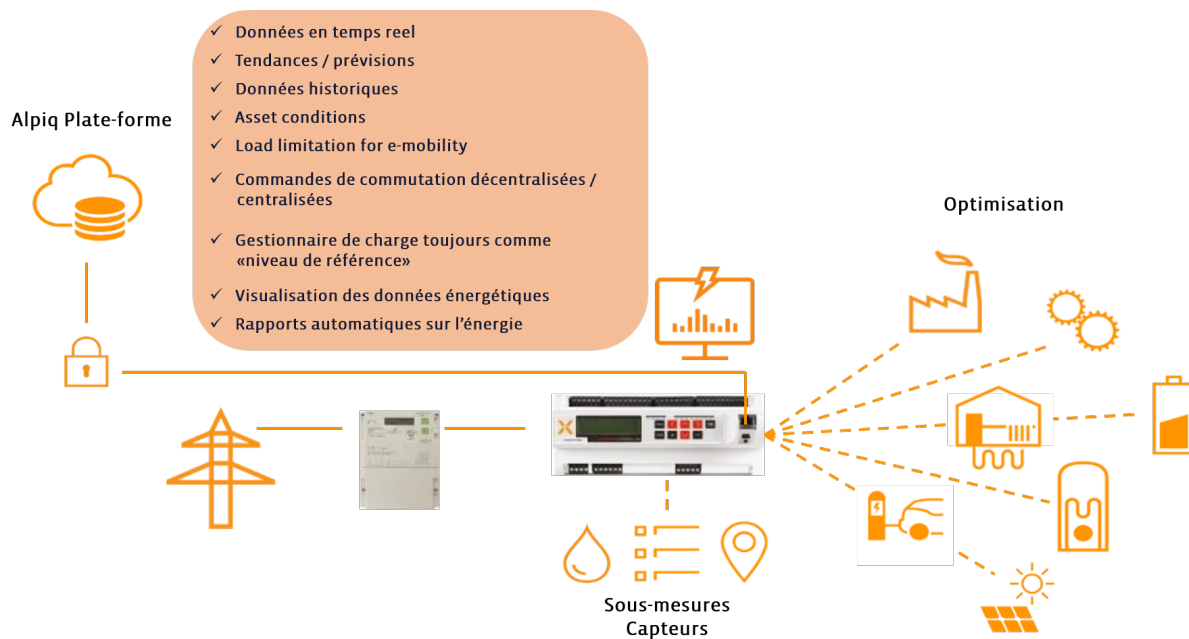 Données en temps reel
Tendances / prévisions
Données historiques
Alpiq Plate-forme
Asset conditions
Load limitation for e-mobility
Commandes de commutation décentralisées /
centralisées
Optimisation
Gestionnaire de charge toujours comme
«niveau de référence»
Visualisation des données énergétiques
Rapports automatiques sur l’énergie
Sous-mesures
Capteurs